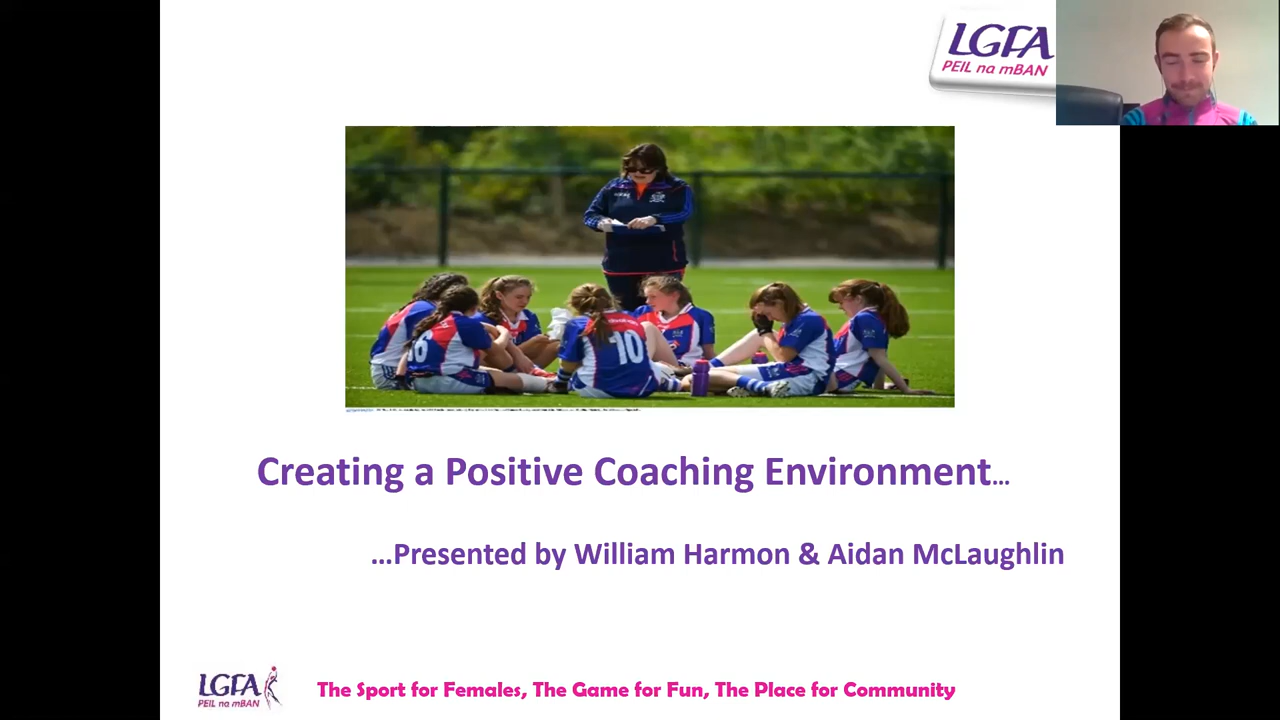 LGFA
PEIL na mBAN
10
Creating a Positive Coaching Environment...
...Presented by William Harmon & Aidan McLaughlin
LGFA
PEIL na mBAN
The Sport for Females, The Game for Fun, The Place for Community